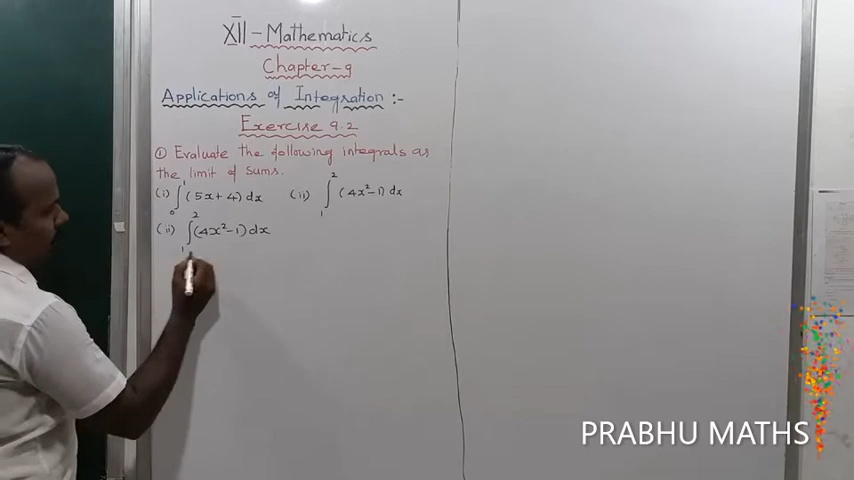 XII - Mathematics
Chapter-9
Applications of Integration :-
Exercise 9.2
① Evaluate the following integrals as
the limit of sums.
(i) ∫₀¹ (5x+4) dx (ii) ∫₁² (4x²-1) dx
(ii) ∫₁² (4x²-1) dx
PRABHU MATHS